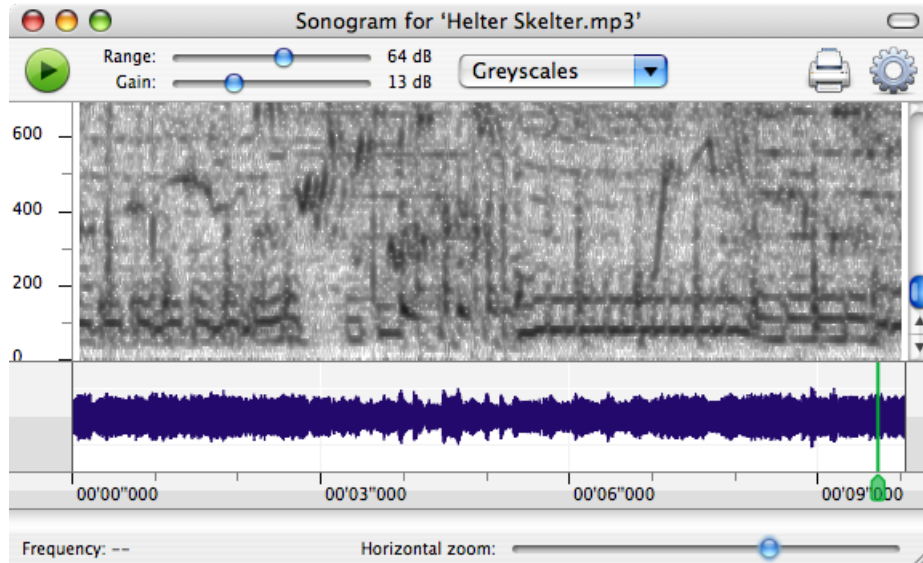 Sonogram for ‘Helter Skelter.mp3’
Range: 64 dB
Gain: 13 dB
Greyscales
600
400
200
0
00'00"000 00'03"000 00'06"000 00'09"000
Frequency: -- Horizontal zoom: